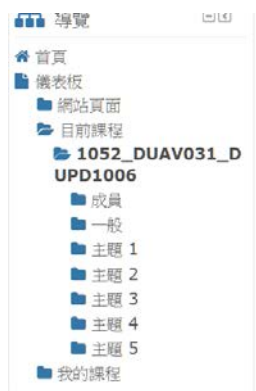 導覽
首頁
儀表板
網站頁面
目前課程
1052_DUAV031_D
UPD1006
成員
一般
主題 1
主題 2
主題 3
主題 4
主題 5
我的課程